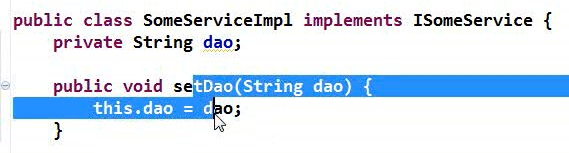 public class SomeServiceImpl implements ISomeService {
    private String dao;
    public void setDao(String dao) {
        this.dao = dao;
    }